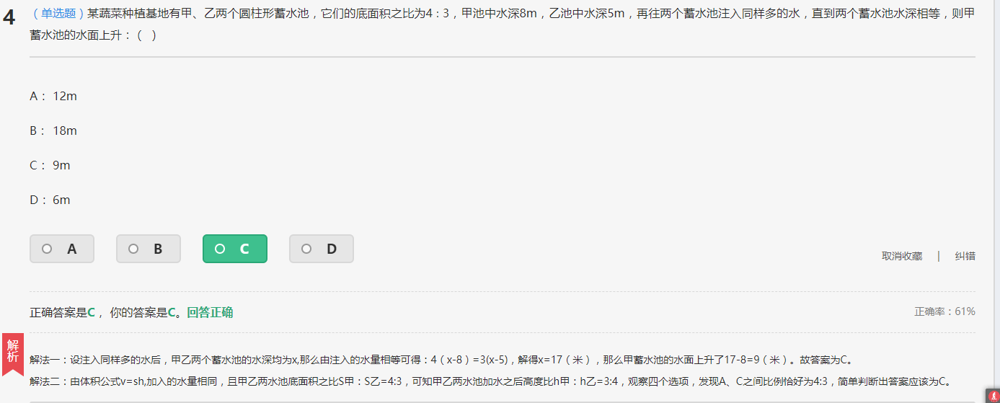 4
（单选题）某蔬菜种植基地有甲、乙两个圆柱形蓄水池，它们的底面积之比为4：3，甲池中水深8m，乙池中水深5m，再往两个蓄水池注入同样多的水，直到两个蓄水池水深相等，则甲
蓄水池的水面上升：（ ）
A： 12m
B： 18m
C： 9m
D： 6m
A B C D
取消收藏 | 纠错
正确答案是C， 你的答案是C。回答正确
正确率：61%
解析
解法一：设注入同样多的水后，甲乙两个蓄水池的水深均为x,那么由注入的水量相等可得：4（x-8）=3(x-5)，解得x=17（米），那么甲蓄水池的水面上升了17-8=9（米）。故答案为C。
解法二：由体积公式v=sh,加入的水量相同，且甲乙两水池底面积之比S甲：S乙=4:3，可知甲乙两水池加水之后高度比h甲：h乙=3:4，观察四个选项，发现A、C之间比例恰好为4:3，简单判断出答案应该为C。